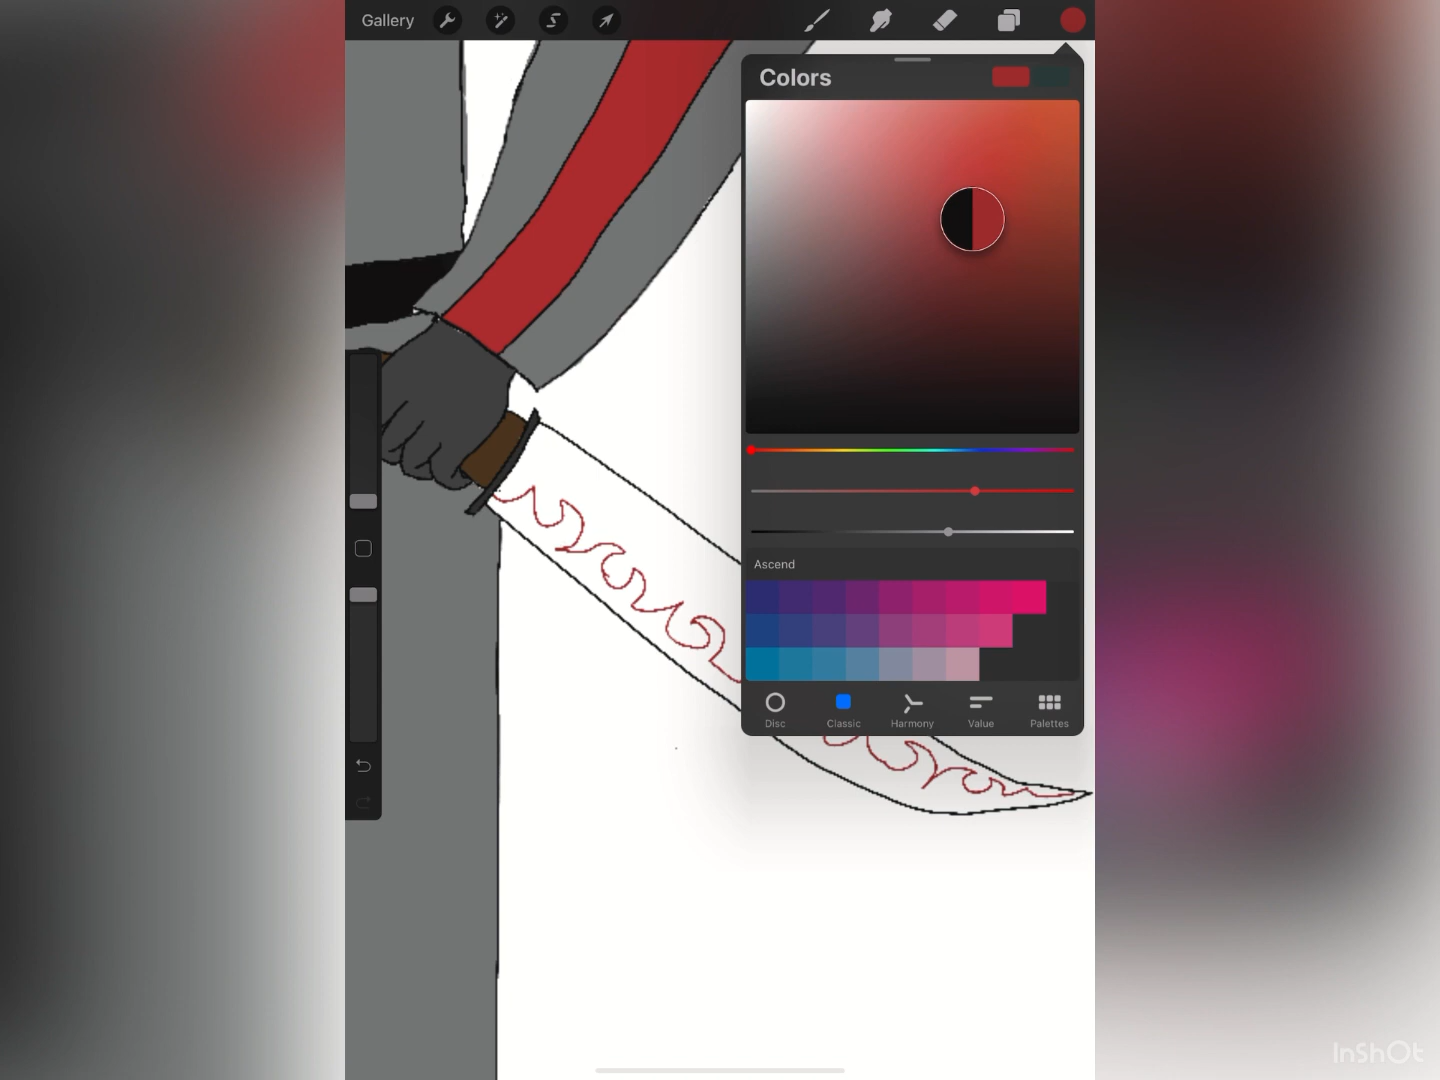 Gallery
Colors
Ascend
Disc
Classic
Harmony
Value
Palettes
InShOt